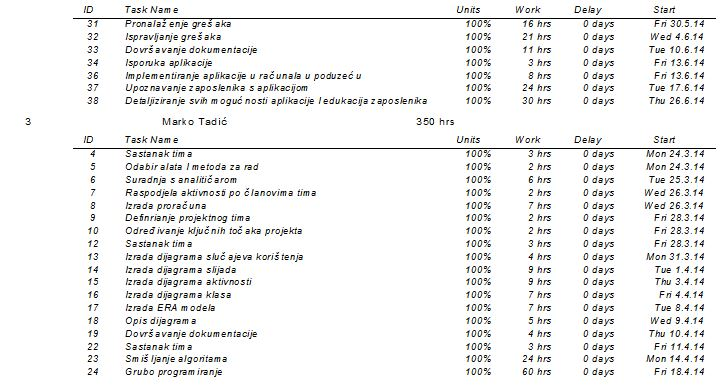 ID Task Name Units Work Delay Start
31 Pronalaženje grešaka 100% 16 hrs 0 days Fri 30.5.14
32 Ispravljanje grešaka 100% 21 hrs 0 days Wed 4.6.14
33 Dovršavanje dokumentacije 100% 11 hrs 0 days Tue 10.6.14
34 Isporuka aplikacije 100% 3 hrs 0 days Fri 13.6.14
36 Implementiranje aplikacije u računala u poduzeću 100% 8 hrs 0 days Fri 13.6.14
37 Upoznavanje zaposlenika s aplikacijom 100% 24 hrs 0 days Tue 17.6.14
38 Detaljiziranje svih mogućnosti aplikacije I edukacija zaposlenika 100% 30 hrs 0 days Thu 26.6.14
3 Marko Tadić 350 hrs
ID Task Name Units Work Delay Start
4 Sastanak tima 100% 3 hrs 0 days Mon 24.3.14
5 Odabir alata I metoda za rad 100% 2 hrs 0 days Mon 24.3.14
6 Suradnja s analitičarom 100% 6 hrs 0 days Tue 25.3.14
7 Raspodjela aktivnosti po članovima tima 100% 2 hrs 0 days Wed 26.3.14
8 Izrada proračuna 100% 7 hrs 0 days Wed 26.3.14
9 Definrianje projektnog tima 100% 2 hrs 0 days Fri 28.3.14
10 Određivanje ključnih točaka projekta 100% 2 hrs 0 days Fri 28.3.14
12 Sastanak tima 100% 3 hrs 0 days Fri 28.3.14
13 Izrada dijagrama slučajeva korištenja 100% 4 hrs 0 days Mon 31.3.14
14 Izrada dijagrama slijada 100% 9 hrs 0 days Tue 1.4.14
15 Izrada dijagrama aktivnosti 100% 9 hrs 0 days Thu 3.4.14
16 Izrada dijagrama klasa 100% 7 hrs 0 days Fri 4.4.14
17 Izrada ERA modela 100% 7 hrs 0 days Tue 8.4.14
18 Opis dijagrama 100% 5 hrs 0 days Wed 9.4.14
19 Dovršavanje dokumentacije 100% 4 hrs 0 days Thu 10.4.14
22 Sastanak tima 100% 3 hrs 0 days Fri 11.4.14
23 Smišljanje algoritama 100% 24 hrs 0 days Mon 14.4.14
24 Grubo programiranje 100% 60 hrs 0 days Fri 18.4.14